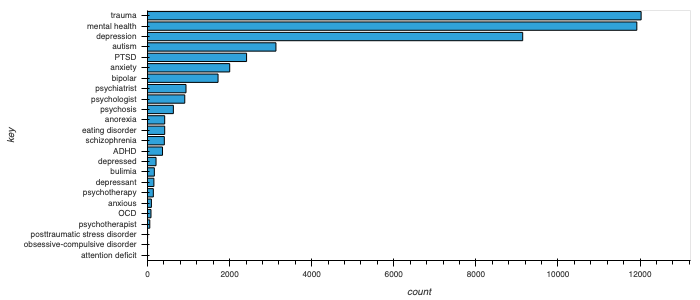 trauma
mental health
depression
autism
PTSD
anxiety
bipolar
psychiatrist
psychologist
psychosis
anorexia
eating disorder
schizophrenia
ADHD
depressed
bulimia
depressant
psychotherapy
anxious
OCD
psychotherapist
posttraumatic stress disorder
obsessive-compulsive disorder
attention deficit
key
0 2000 4000 6000 8000 10000 12000
count